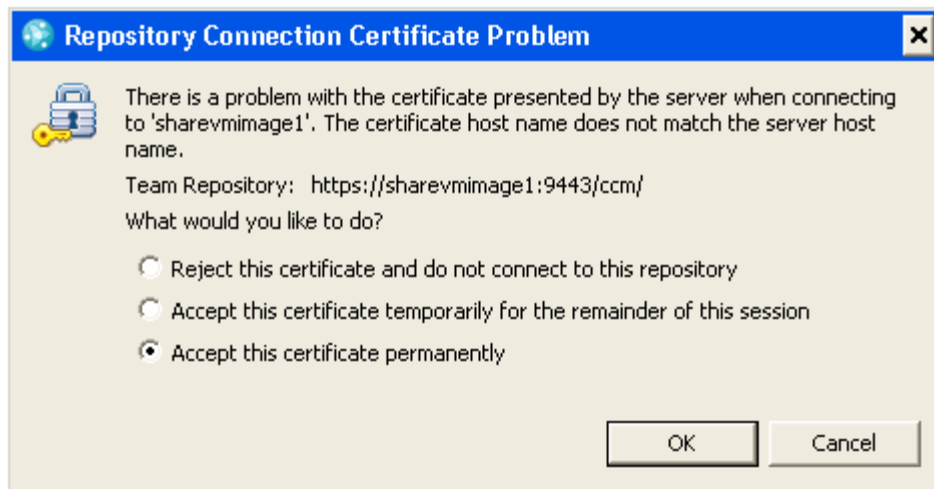 Repository Connection Certificate Problem
There is a problem with the certificate presented by the server when connecting
to 'sharevmimage1'. The certificate host name does not match the server host
name.
Team Repository: https://sharevmimage1:9443/ccm/
What would you like to do?
Reject this certificate and do not connect to this repository
Accept this certificate temporarily for the remainder of this session
Accept this certificate permanently
OK Cancel